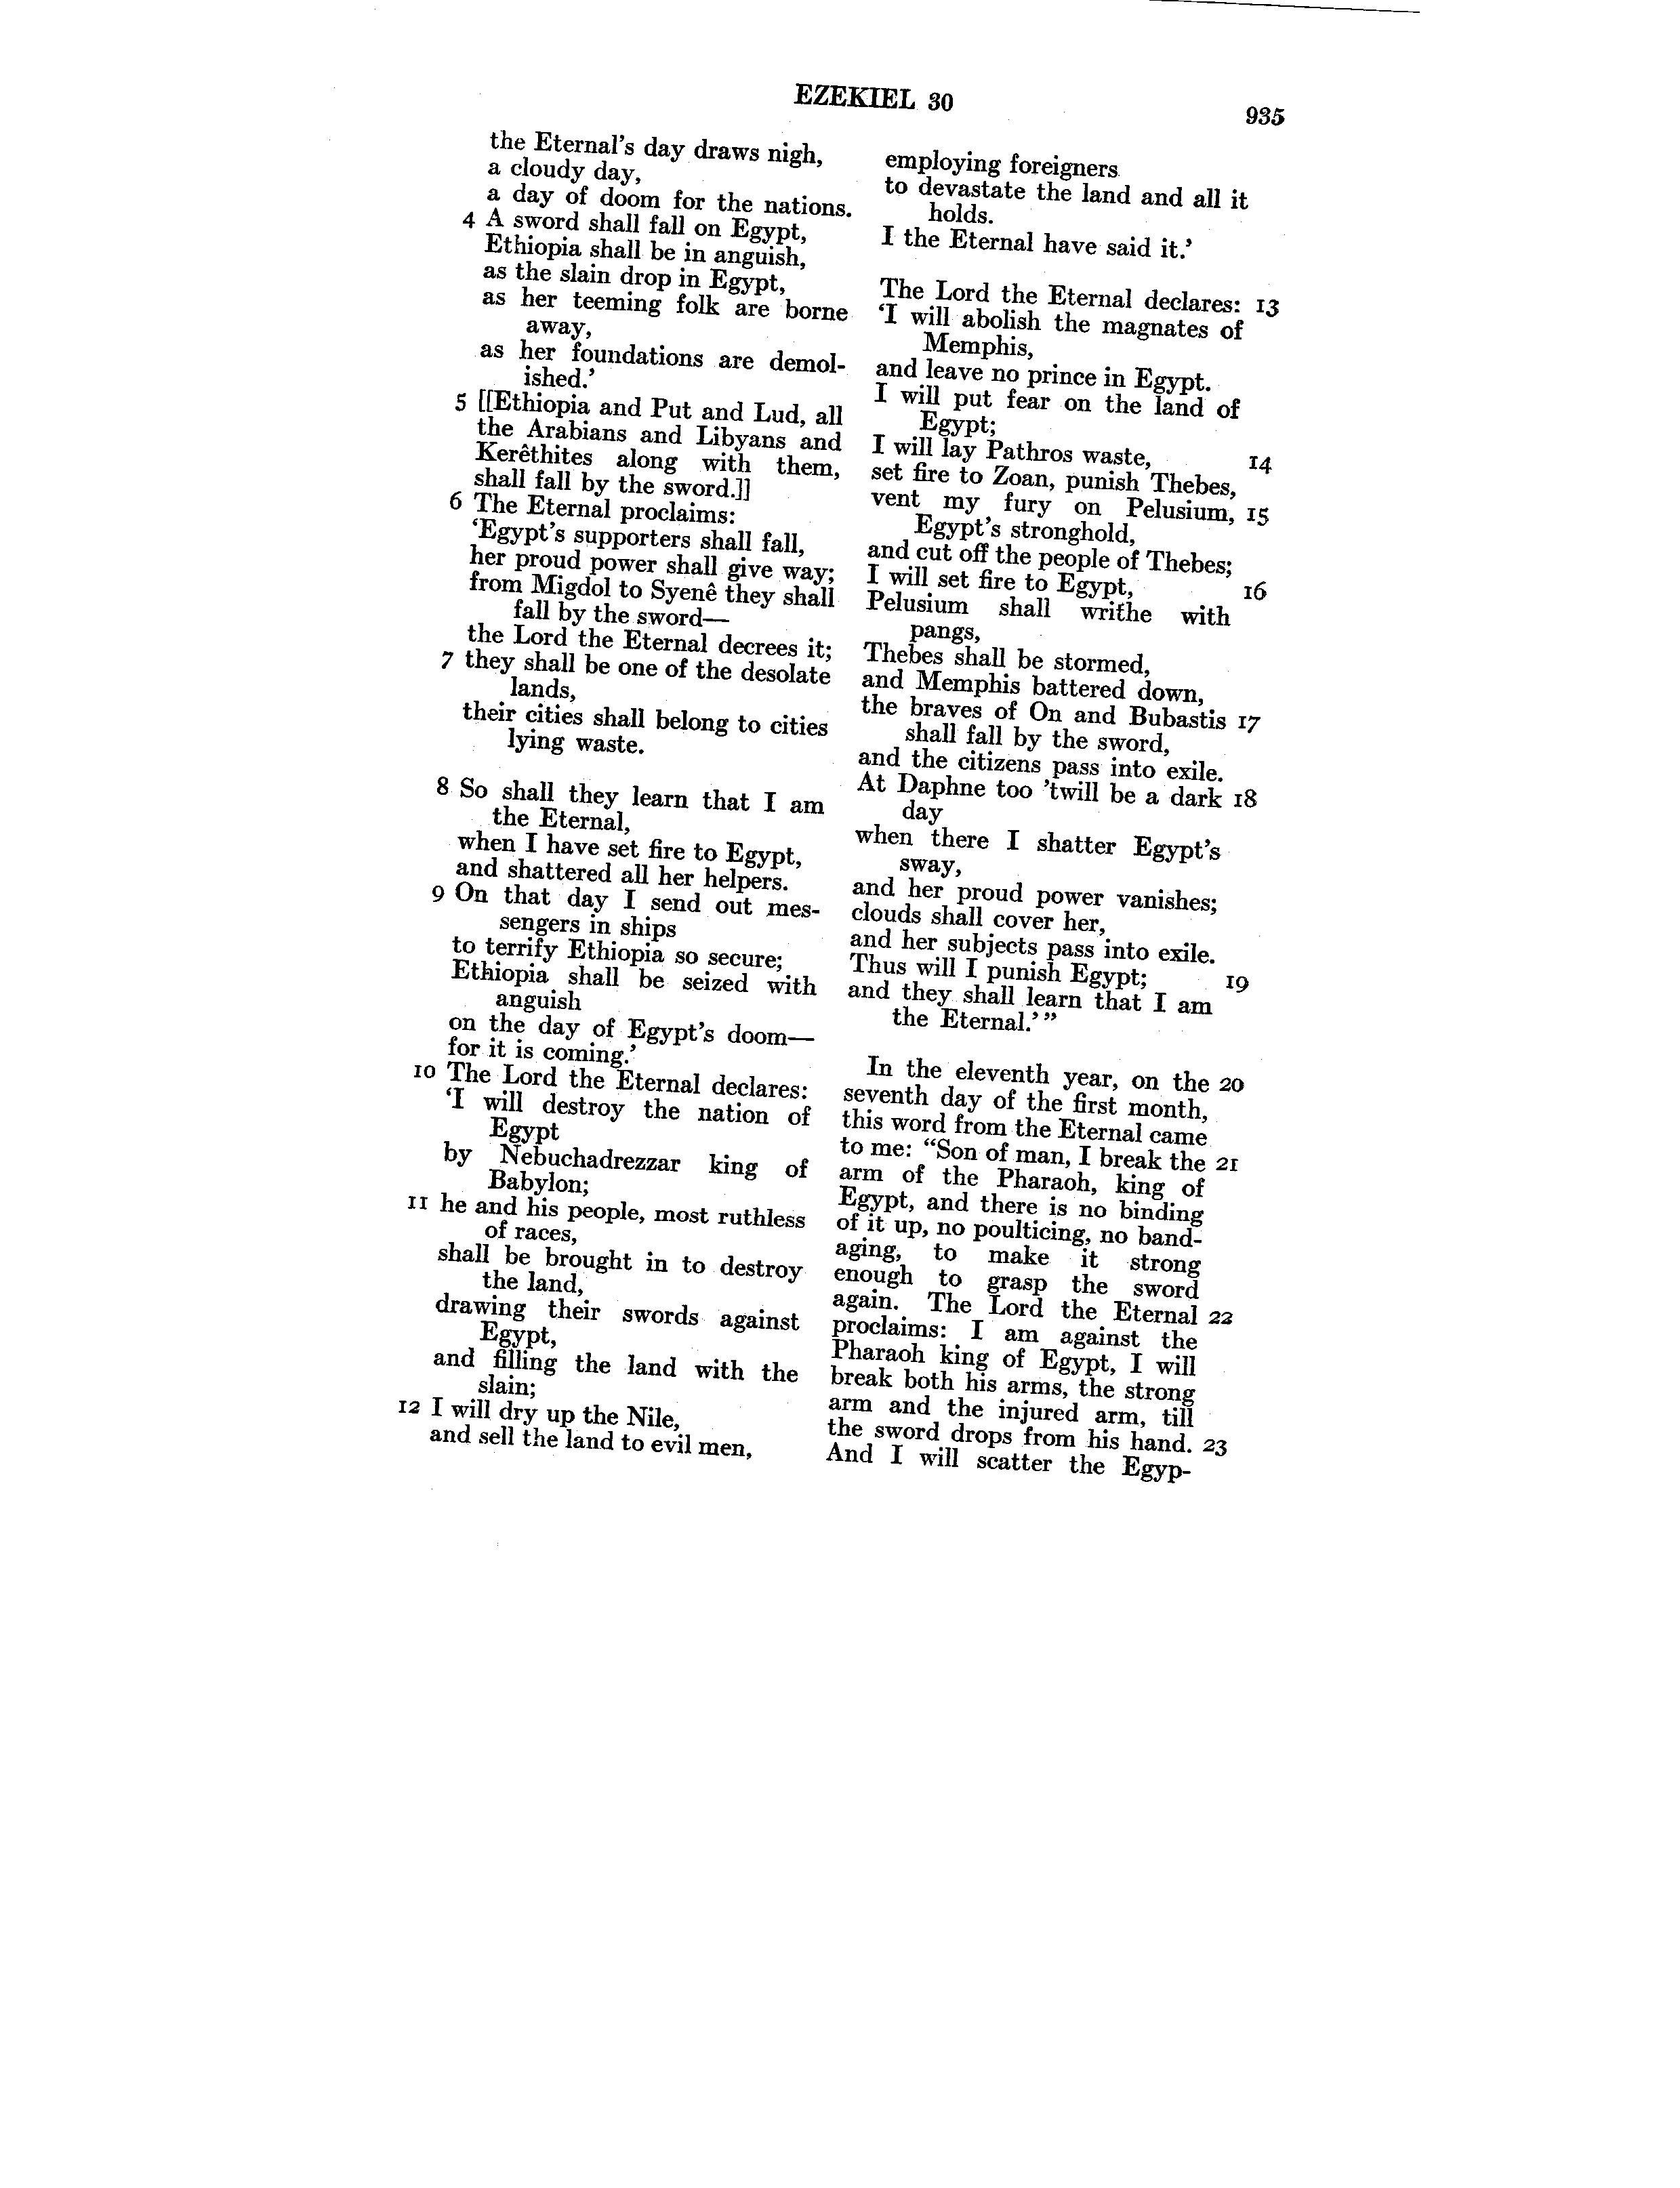 EZEKIEL 30
935
the Eternal's day draws nigh,
a cloudy day,
a day of doom for the nations.
4 A sword shall fall on Egypt,
Ethiopia shall be in anguish,
as the slain drop in Egypt,
as her teeming folk are borne
away,
as her foundations are demol-
ished.'
5 [[Ethiopia and Put and Lud, all
the Arabians and Libyans and
Kerêthites along with them,
shall fall by the sword.]]
6 The Eternal proclaims:
'Egypt's supporters shall fall,
her proud power shall give way;
from Migdol to Syenê they shall
fall by the sword—
the Lord the Eternal decrees it;
7 they shall be one of the desolate
lands,
their cities shall belong to cities
lying waste.
8 So shall they learn that I am
the Eternal,
when I have set fire to Egypt,
and shattered all her helpers.
9 On that day I send out mes-
sengers in ships
to terrify Ethiopia so secure;
Ethiopia shall be seized with
anguish
on the day of Egypt's doom—
for it is coming.'
10 The Lord the Eternal declares:
'I will destroy the nation of
Egypt
by Nebuchadrezzar king of
Babylon;
11 he and his people, most ruthless
of races,
shall be brought in to destroy
the land,
drawing their swords against
Egypt,
and filling the land with the
slain;
12 I will dry up the Nile,
and sell the land to evil men,
employing foreigners
to devastate the land and all it
holds.
I the Eternal have said it.'
The Lord the Eternal declares: 13
'I will abolish the magnates of
Memphis,
and leave no prince in Egypt.
I will put fear on the land of
Egypt;
I will lay Pathros waste, 14
set fire to Zoan, punish Thebes,
vent my fury on Pelusium, 15
Egypt's stronghold,
and cut off the people of Thebes;
I will set fire to Egypt, 16
Pelusium shall writhe with
pangs,
Thebes shall be stormed,
and Memphis battered down,
the braves of On and Bubastis 17
shall fall by the sword,
and the citizens pass into exile.
At Daphne too 'twill be a dark 18
day
when there I shatter Egypt's
sway,
and her proud power vanishes;
clouds shall cover her,
and her subjects pass into exile.
Thus will I punish Egypt; 19
and they shall learn that I am
the Eternal.'"
In the eleventh year, on the 20
seventh day of the first month,
this word from the Eternal came
to me: "Son of man, I break the 21
arm of the Pharaoh, king of
Egypt, and there is no binding
of it up, no poulticing, no band-
aging, to make it strong
enough to grasp the sword
again. The Lord the Eternal 22
proclaims: I am against the
Pharaoh king of Egypt, I will
break both his arms, the strong
arm and the injured arm, till
the sword drops from his hand. 23
And I will scatter the Egyp-